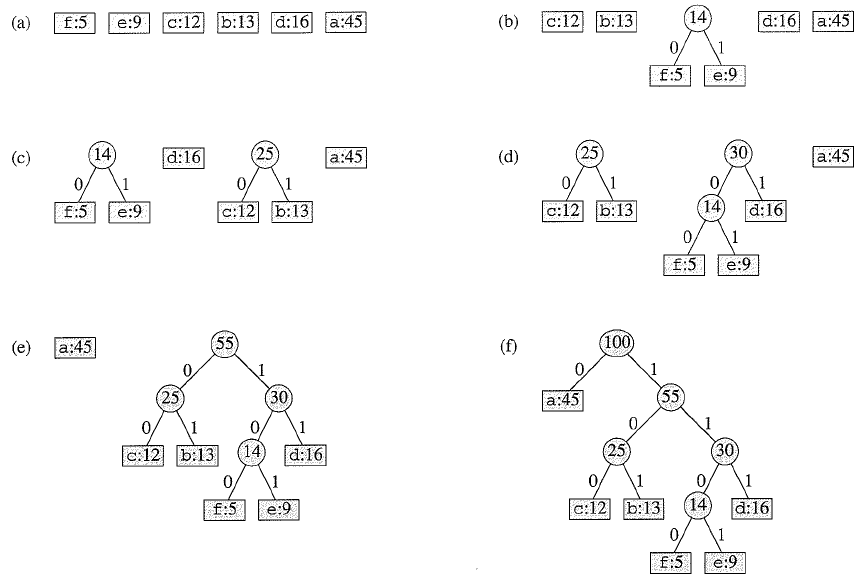 (a) f:5 e:9 c:12 b:13 d:16 a:45
(b) c:12 b:13 14 d:16 a:45
0 1
f:5 e:9
(c) 14 d:16 25 a:45
0 1 0 1
f:5 e:9 c:12 b:13
(d) 25 30 a:45
0 1 0 1
c:12 b:13 14 d:16
0 1
f:5 e:9
(e) a:45 55
0 1
25 30
0 1 0 1
c:12 b:13 14 d:16
0 1
f:5 e:9
(f) 100
0 1
a:45 55
0 1
25 30
0 1 0 1
c:12 b:13 14 d:16
0 1
f:5 e:9